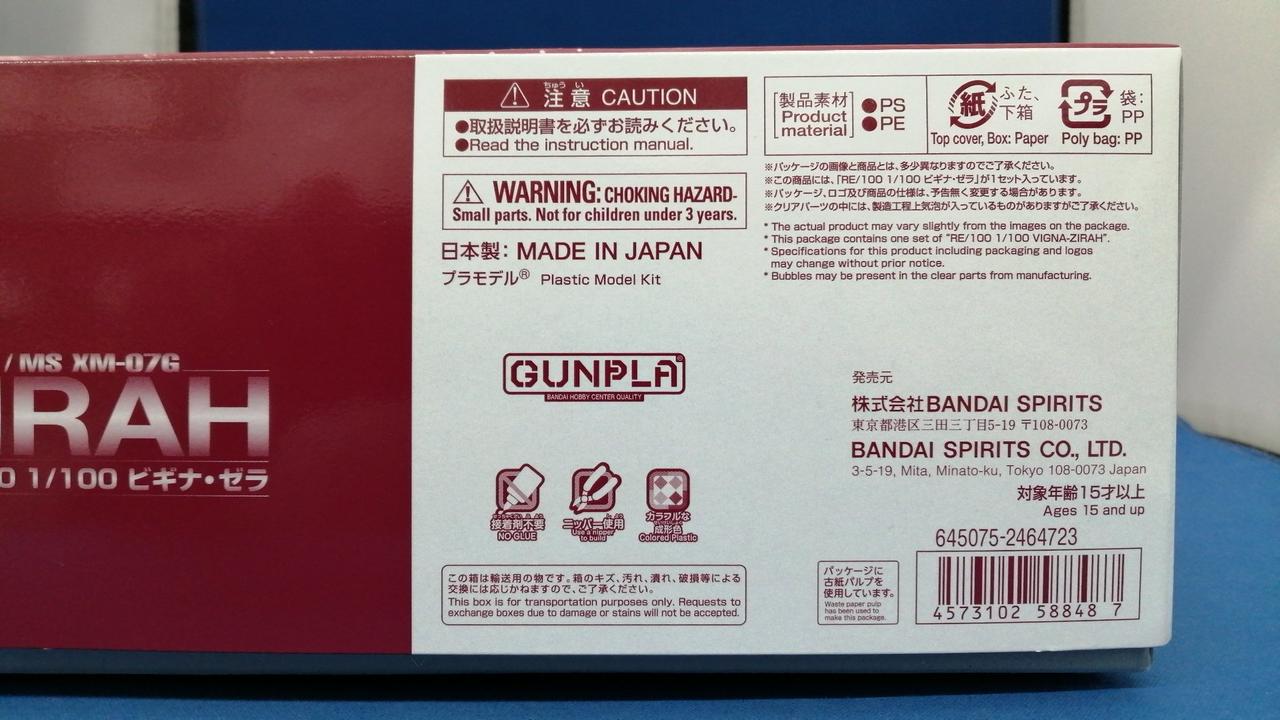 / MS XM-07G
IRAH
0 1/100 ビギナ・ゼラ
注意 CAUTION
ちゅう い
●取扱説明書を必ずお読みください。
●Read the instruction manual.
WARNING: CHOKING HAZARD-
Small parts. Not for children under 3 years.
日本製: MADE IN JAPAN
プラモデル® Plastic Model Kit
[製品素材 Product material]
●PS
●PE
紙
ふた、
下箱
Top cover, Box: Paper
プラ
袋:
PP
Poly bag: PP
※パッケージの画像と商品とは、多少異なりますのでご了承ください。
※この商品には、「RE/100 1/100 ビギナ・ゼラ」が1セット入っています。
※パッケージ、ロゴ及び商品の仕様は、予告無く変更する場合があります。
※クリアパーツの中には、製造工程上気泡が入っているものがありますがご了承ください。
* The actual product may vary slightly from the images on the package.
* This package contains one set of "RE/100 1/100 VIGNA-ZIRAH".
* Specifications for this product including packaging and logos
may change without prior notice.
* Bubbles may be present in the clear parts from manufacturing.
GUNPLA
BANDAI HOBBY CENTER QUALITY
接着剤不要
NO GLUE
ニッパー使用
Use a nipper
to build
カラフルな
成形色
Colored Plastic
発売元
株式会社BANDAI SPIRITS
東京都港区三田三丁目5-19 〒108-0073
BANDAI SPIRITS CO., LTD.
3-5-19, Mita, Minato-ku, Tokyo 108-0073 Japan
対象年齢15才以上
Ages 15 and up
645075-2464723
この箱は輸送用の物です。箱のキズ、汚れ、潰れ、破損等による
交換には応じかねますので、ご了承ください。
This box is for transportation purposes only. Requests to
exchange boxes due to damage or stains will not be accepted.
パッケージに
古紙パルプを
使用しています。
Waste paper pulp
has been used to
make this package.
4573102 58848 7